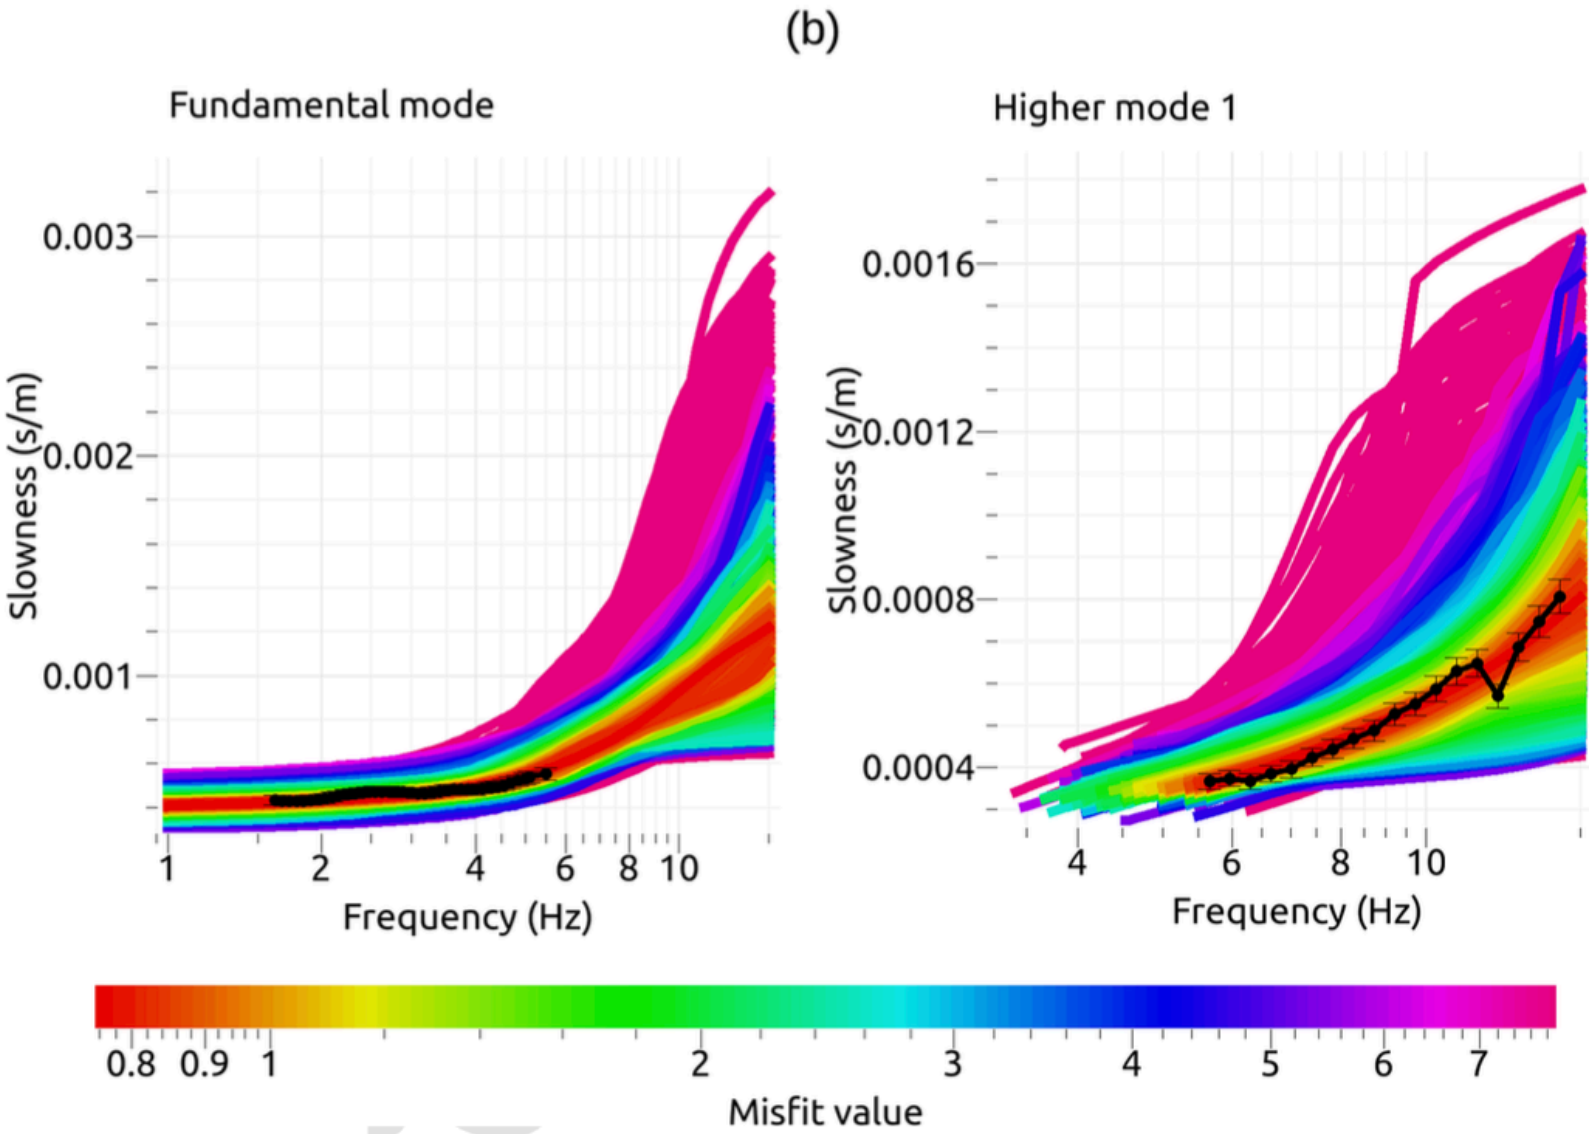 (b)
Fundamental mode
Higher mode 1
0.003
0.002
0.001
Slowness (s/m)
1 2 4 6 8 10
Frequency (Hz)
0.0016
0.0012
0.0008
0.0004
Slowness (s/m)
4 6 8 10
Frequency (Hz)
0.8 0.9 1 2 3 4 5 6 7
Misfit value